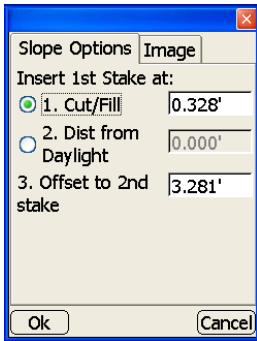 Slope Options Image
Insert 1st Stake at:
1. Cut/Fill 0.328'
2. Dist from
Daylight 0.000'
3. Offset to 2nd 3.281'
stake
Ok Cancel